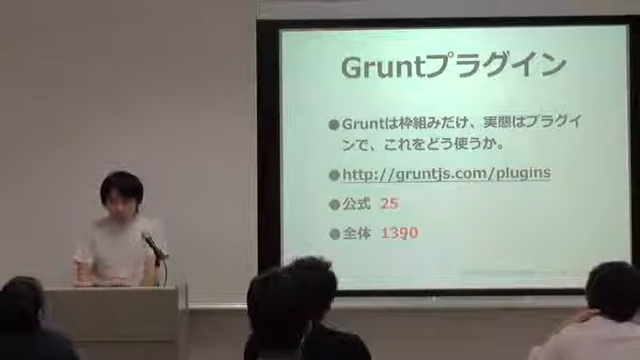 Gruntプラグイン
●Gruntは枠組みだけ、実態はプラグイ
ンで、これをどう使うか。
●http://gruntjs.com/plugins
●公式 25
●全体 1390